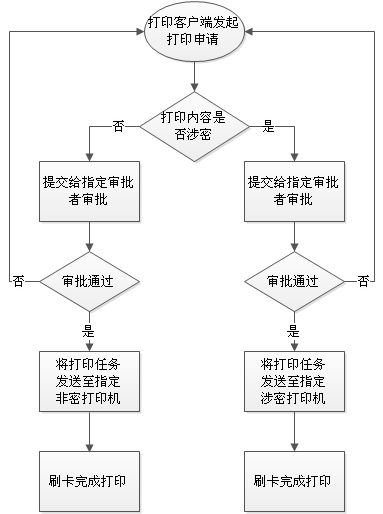 打印客户端发起
打印申请
打印内容是
否涉密
否
是
提交给指定审批
者审批
提交给指定审批
者审批
审批通过
审批通过
否
否
是
是
将打印任务
发送至指定
非密打印机
将打印任务
发送至指定
涉密打印机
刷卡完成打印
刷卡完成打印